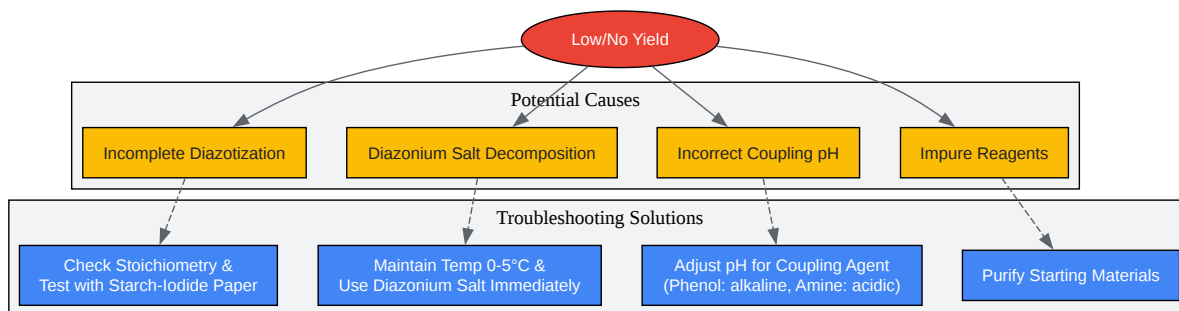 Low/No Yield
Potential Causes
Incomplete Diazotization
Diazonium Salt Decomposition
Incorrect Coupling pH
Impure Reagents
Troubleshooting Solutions
Check Stoichiometry &
Test with Starch-Iodide Paper
Maintain Temp 0-5°C &
Use Diazonium Salt Immediately
Adjust pH for Coupling Agent
(Phenol: alkaline, Amine: acidic)
Purify Starting Materials